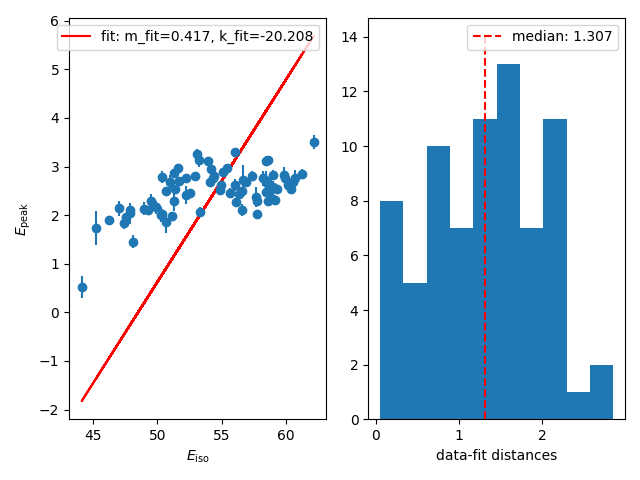 fit: m_fit=0.417, k_fit=-20.208
6
5
4
3
2
1
0
−1
−2
E_peak
45 50 55 60
E_iso
median: 1.307
14
12
10
8
6
4
2
0
0 1 2
data-fit distances